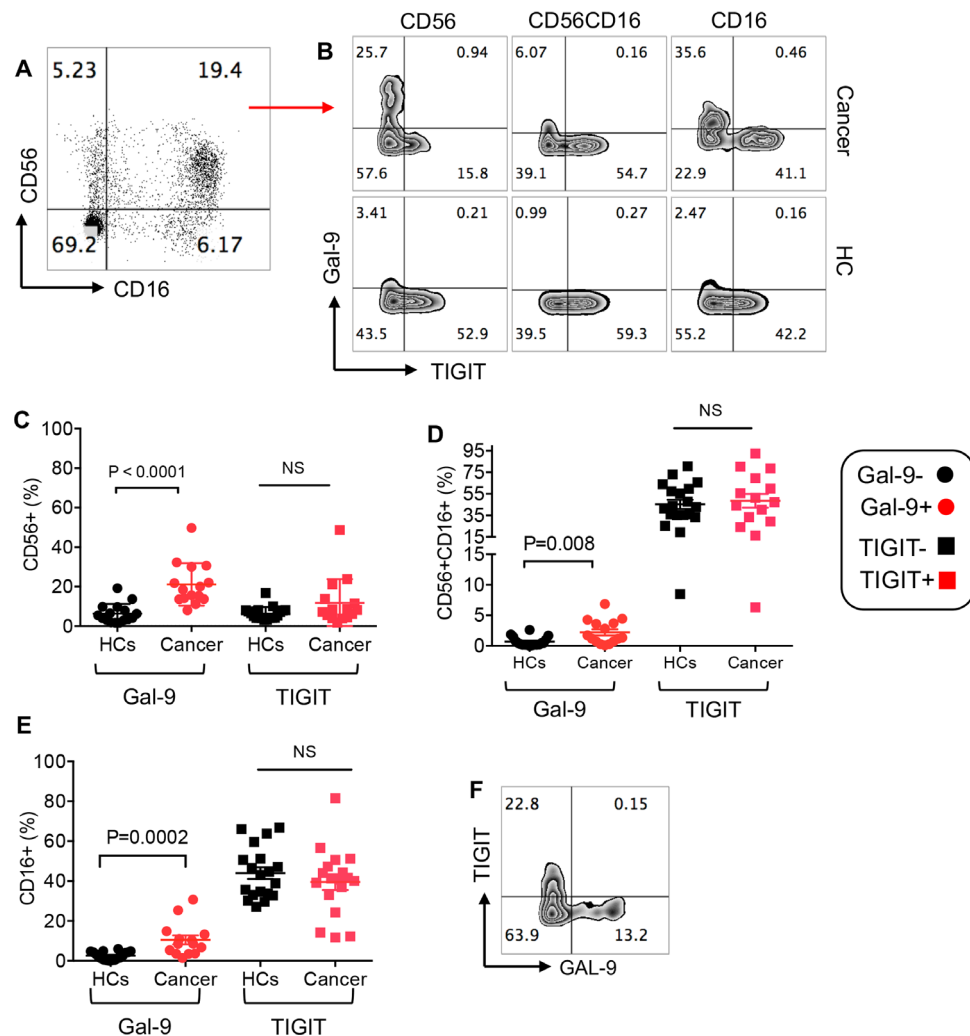 A
5.23 19.4
69.2 6.17
CD56
CD16
B
CD56 CD56CD16 CD16
25.7 0.94 6.07 0.16 35.6 0.46
57.6 15.8 39.1 54.7 22.9 41.1
Cancer
3.41 0.21 0.99 0.27 2.47 0.16
43.5 52.9 39.5 59.3 55.2 42.2
HC
Gal-9
TIGIT
C
CD56+ (%)
100
80
60
40
20
0
P < 0.0001
NS
HCs Cancer HCs Cancer
Gal-9 TIGIT
D
CD56+CD16+ (%)
95
75
55
35
15
10
5
0
P=0.008
NS
HCs Cancer HCs Cancer
Gal-9 TIGIT
Gal-9-
Gal-9+
TIGIT-
TIGIT+
E
CD16+ (%)
100
80
60
40
20
0
P=0.0002
NS
HCs Cancer HCs Cancer
Gal-9 TIGIT
F
22.8 0.15
63.9 13.2
TIGIT
GAL-9